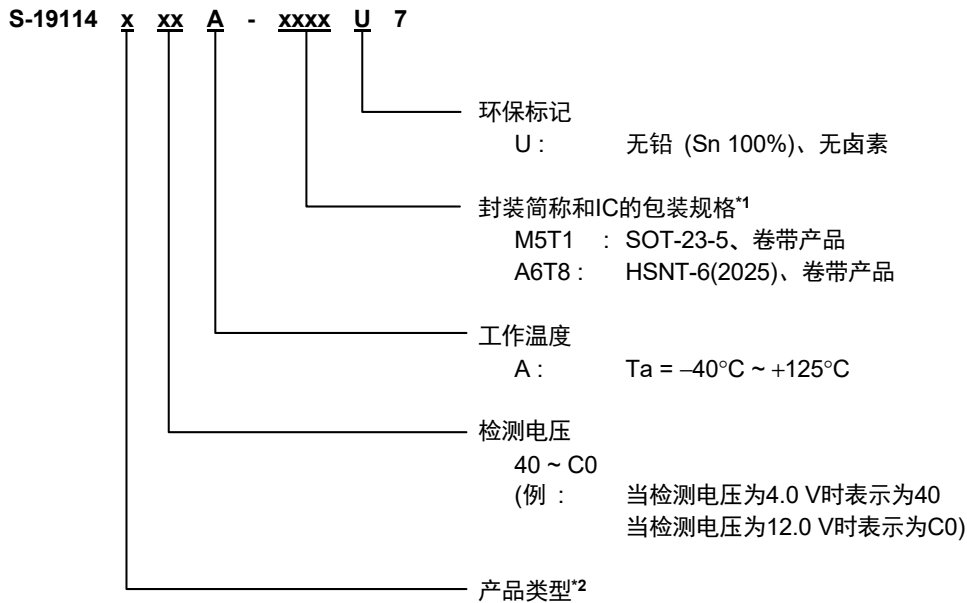 S-19114 x xx A - xxxx U 7
环保标记
U : 无铅 (Sn 100%)、无卤素
封装简称和IC的包装规格*1
M5T1 : SOT-23-5、卷带产品
A6T8 : HSNT-6(2025)、卷带产品
工作温度
A : Ta = −40°C ~ +125°C
检测电压
40 ~ C0
(例 : 当检测电压为4.0 V时表示为40
当检测电压为12.0 V时表示为C0)
产品类型*2